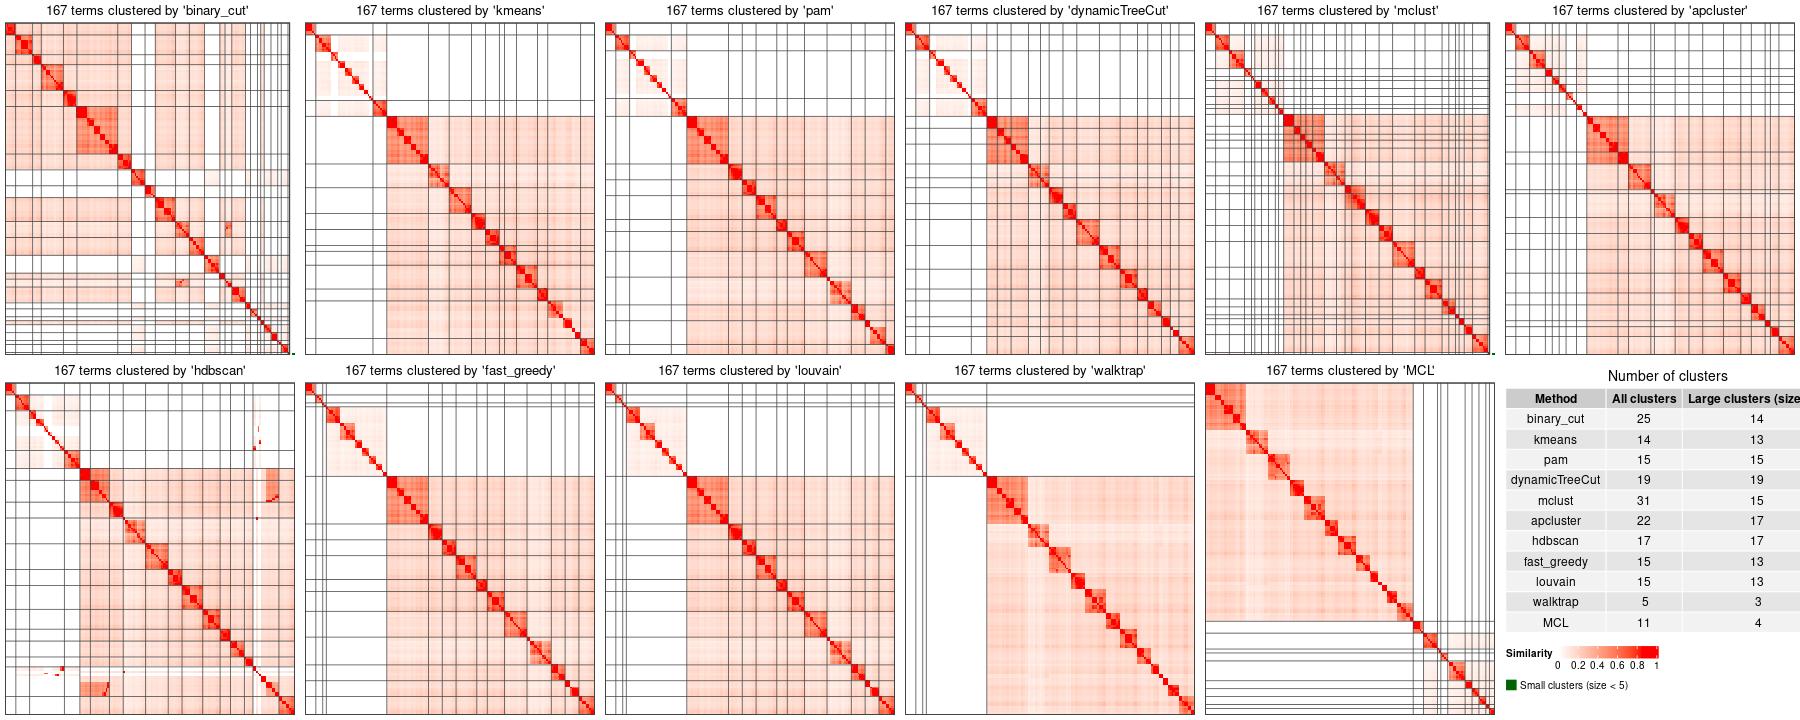 167 terms clustered by 'binary_cut'
167 terms clustered by 'kmeans'
167 terms clustered by 'pam'
167 terms clustered by 'dynamicTreeCut'
167 terms clustered by 'mclust'
167 terms clustered by 'apcluster'
167 terms clustered by 'hdbscan'
167 terms clustered by 'fast_greedy'
167 terms clustered by 'louvain'
167 terms clustered by 'walktrap'
167 terms clustered by 'MCL'
Number of clusters
Method All clusters Large clusters (size
binary_cut 25 14
kmeans 14 13
pam 15 15
dynamicTreeCut 19 19
mclust 31 15
apcluster 22 17
hdbscan 17 17
fast_greedy 15 13
louvain 15 13
walktrap 5 3
MCL 11 4
Similarity
0 0.2 0.4 0.6 0.8 1
Small clusters (size < 5)